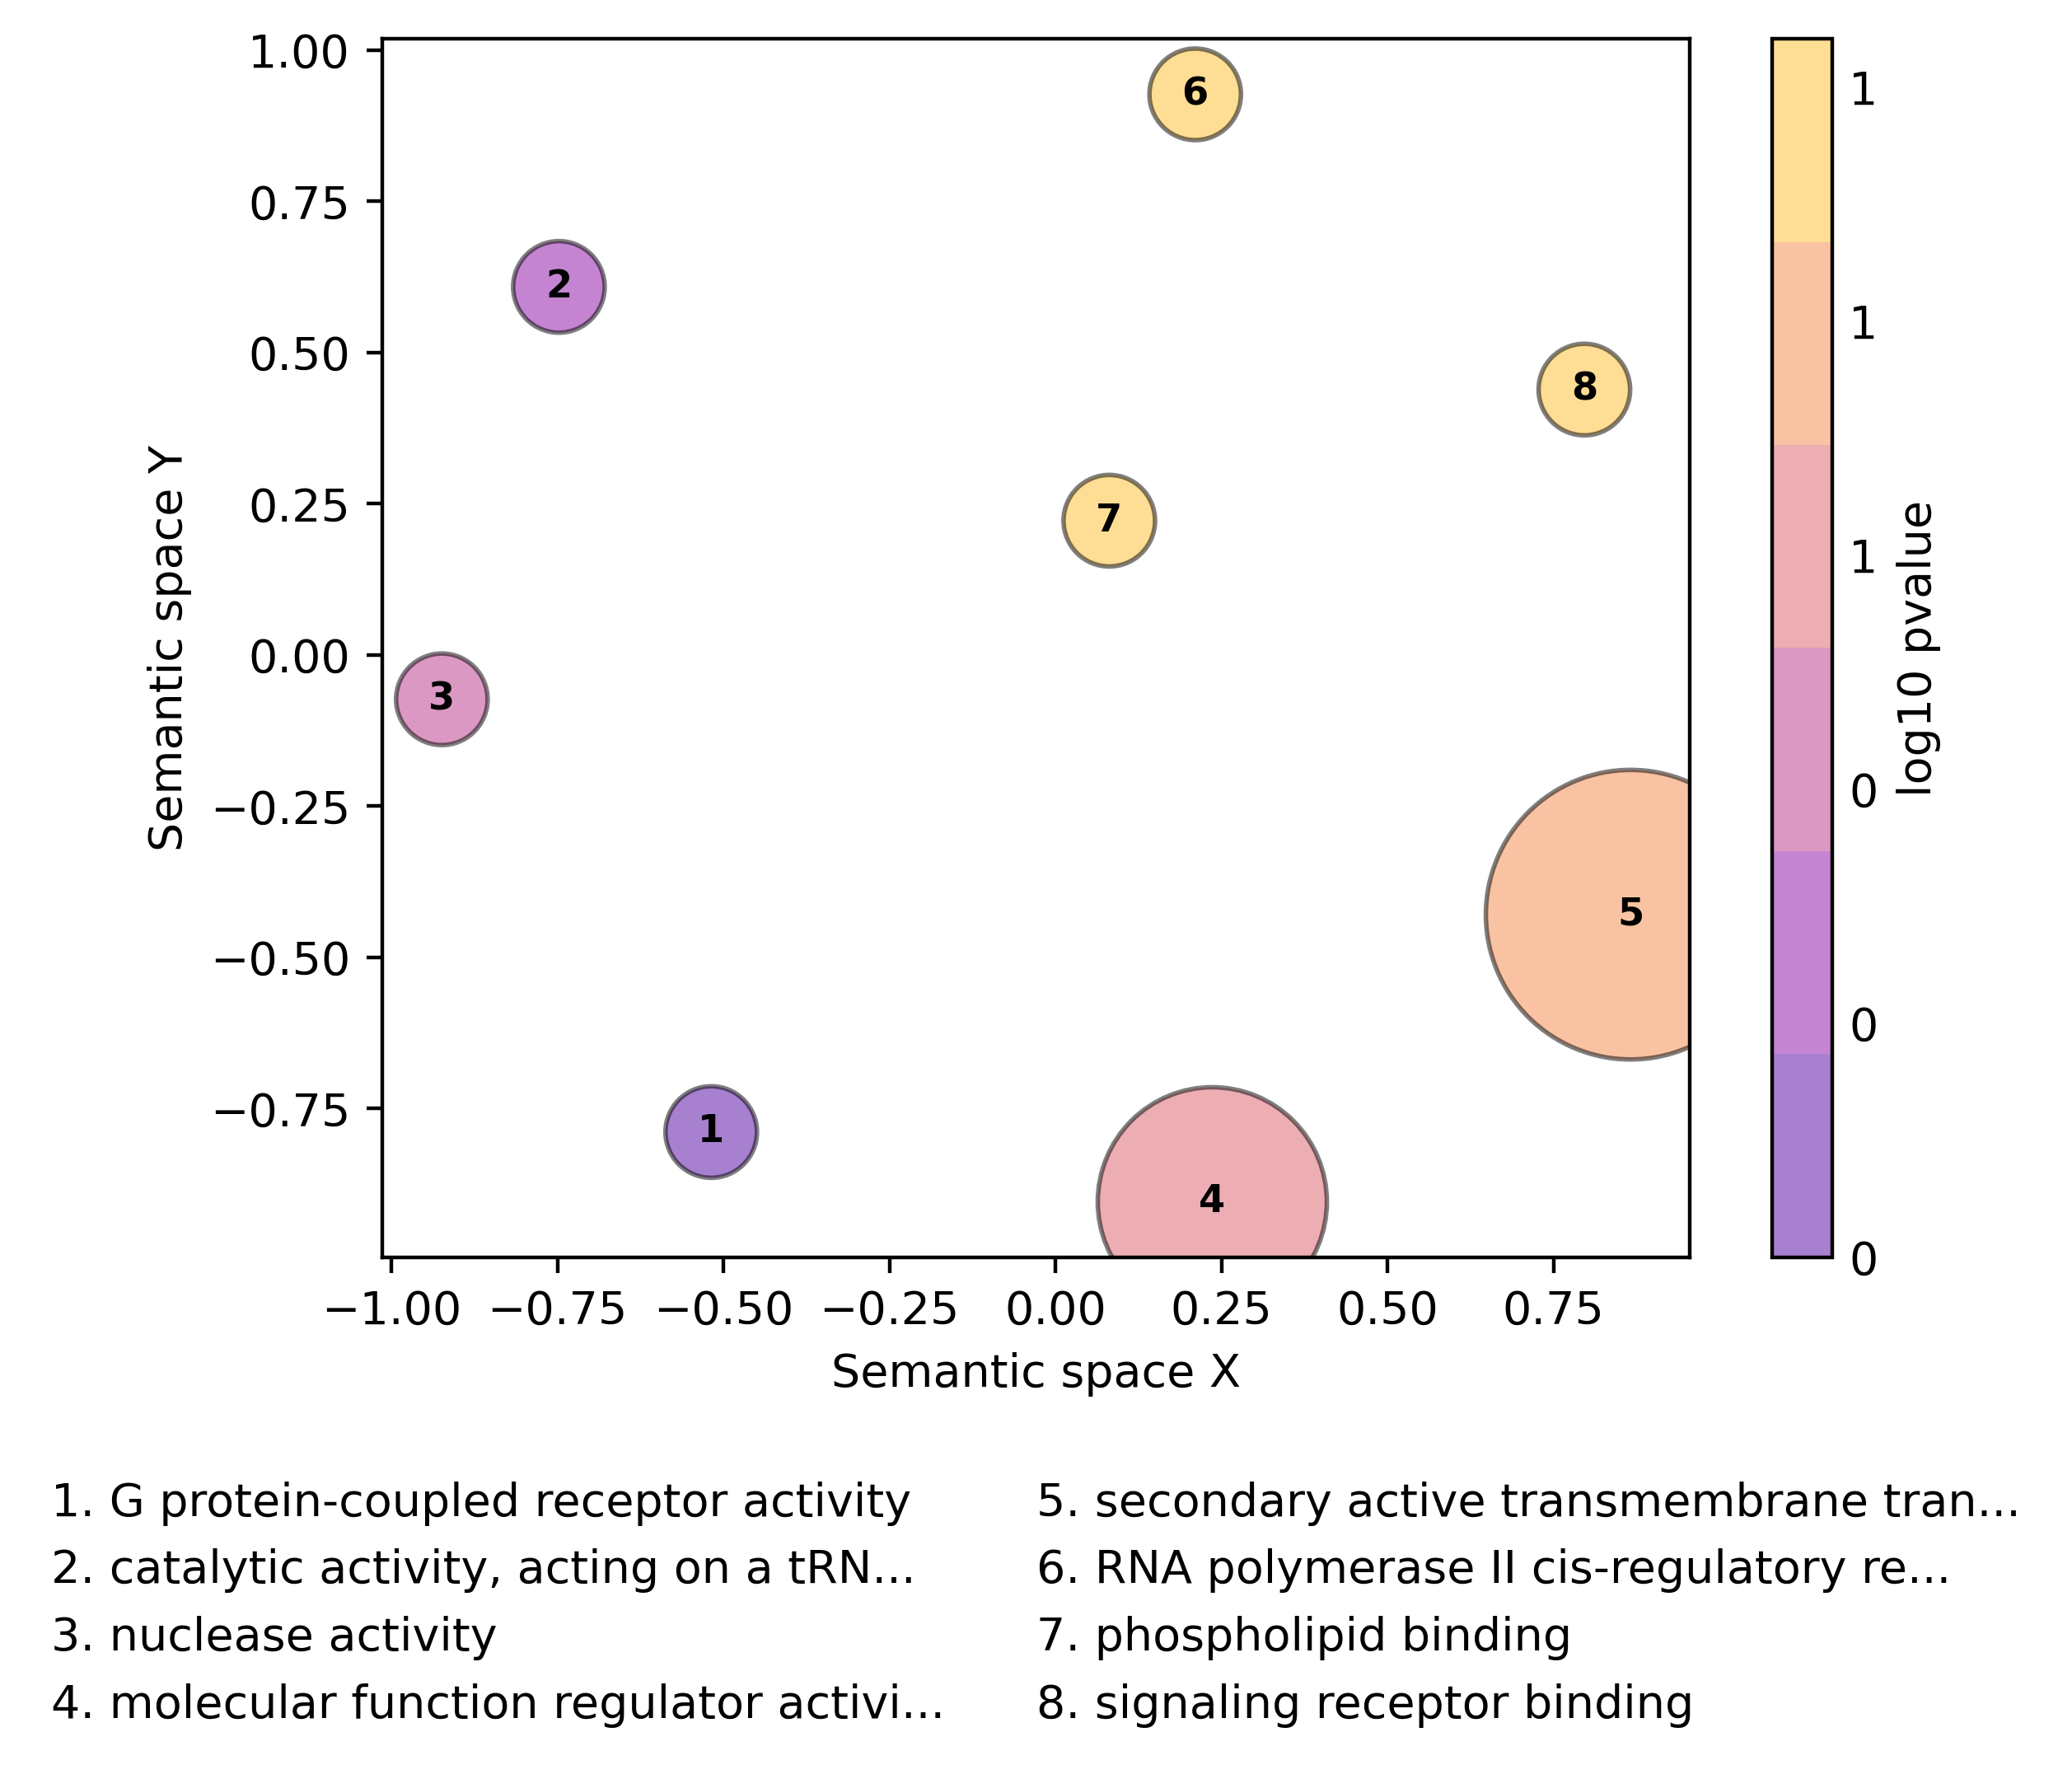 1.00
0.75
0.50
0.25
0.00
−0.25
−0.50
−0.75
Semantic space Y
6
2
8
7
3
5
1
4
−1.00 −0.75 −0.50 −0.25 0.00 0.25 0.50 0.75
Semantic space X
1
1
1
0
0
0
log10 pvalue
1. G protein-coupled receptor activity
2. catalytic activity, acting on a tRN...
3. nuclease activity
4. molecular function regulator activi...
5. secondary active transmembrane tran...
6. RNA polymerase II cis-regulatory re...
7. phospholipid binding
8. signaling receptor binding